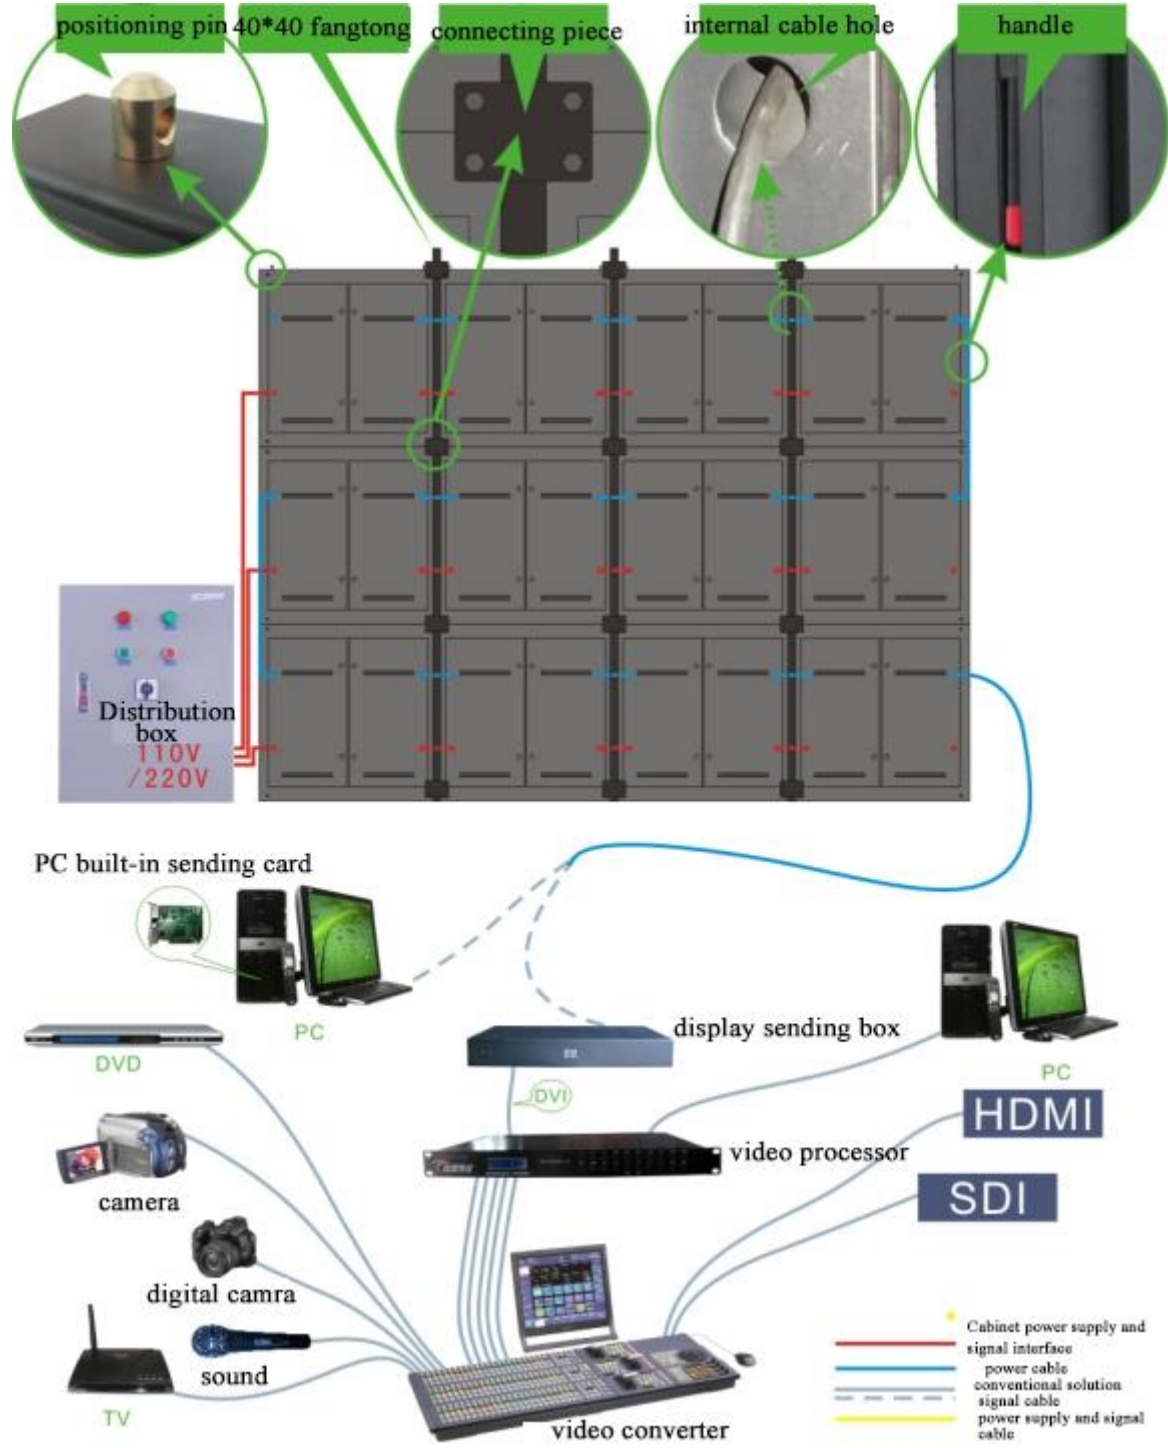 positioning pin
40*40 fangtong
connecting piece
internal cable hole
handle
Distribution
box
110V
/220V
PC built-in sending card
PC
DVD
display sending box
DVI
PC
HDMI
video processor
SDI
camera
digital camra
sound
TV
video converter
Cabinet power supply and
signal interface
power cable
conventional solution
signal cable
power supply and signal
cable